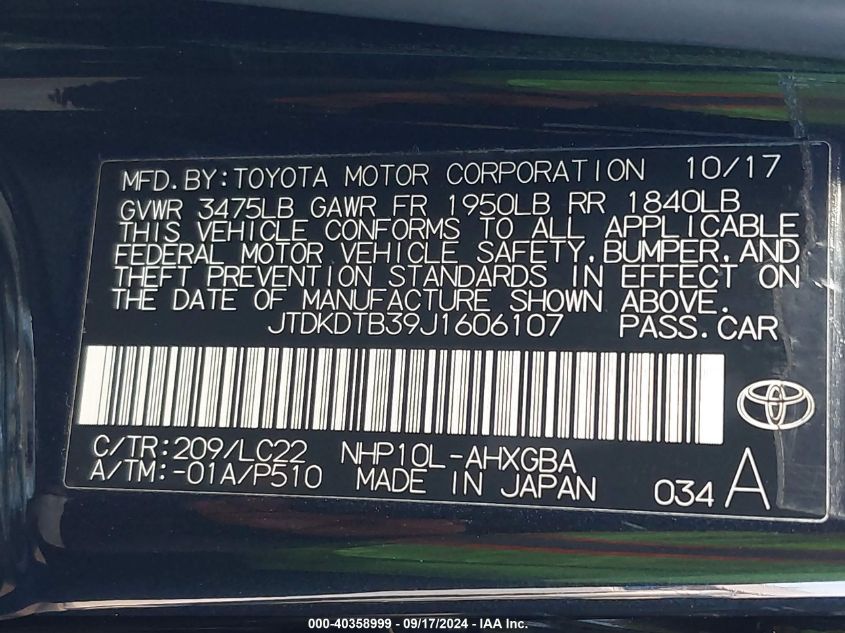 MFD.BY:TOYOTA MOTOR CORPORATION 10/17
GVWR 3475LB GAWR FR 1950LB RR 1840LB
THIS VEHICLE CONFORMS TO ALL APPLICABLE
FEDERAL MOTOR VEHICLE SAFETY,BUMPER,AND
THEFT PREVENTION STANDARDS IN EFFECT ON
THE DATE OF MANUFACTURE SHOWN ABOVE.
JTDKDTB39J1606107 PASS.CAR
C/TR:209/LC22 NHP10L-AHXGBA
A/TM:-01A/P510 MADE IN JAPAN 034 A
000-40358999 - 09/17/2024 - IAA Inc.